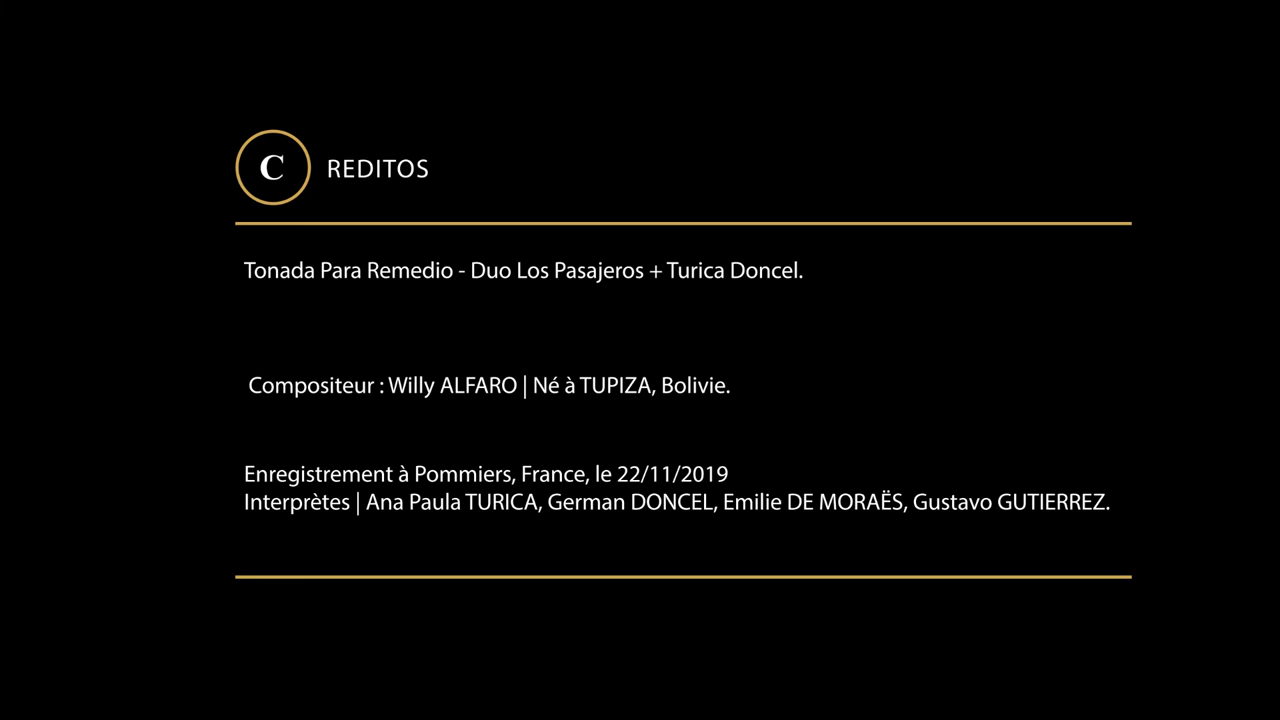 CREDITOS
Tonada Para Remedio - Duo Los Pasajeros + Turica Doncel.
Compositeur : Willy ALFARO | Né à TUPIZA, Bolivie.
Enregistrement à Pommiers, France, le 22/11/2019
Interprètes | Ana Paula TURICA, German DONCEL, Emilie DE MORAËS, Gustavo GUTIERREZ.